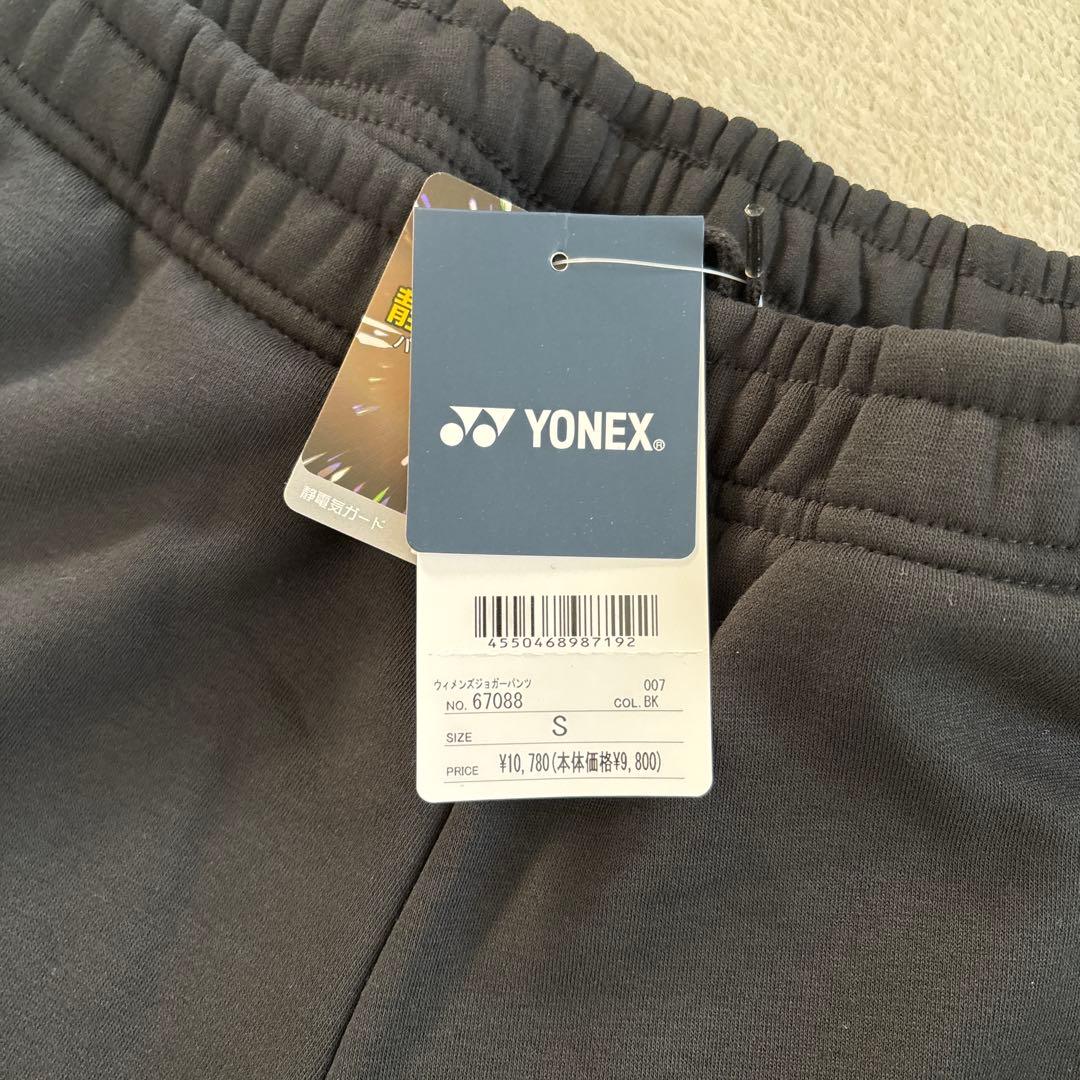 YONEX®
静電気ガード
4550468987192
ウィメンズジョガーパンツ 007
NO. 67088 COL. BK
SIZE S
PRICE ¥10,780(本体価格¥9,800)